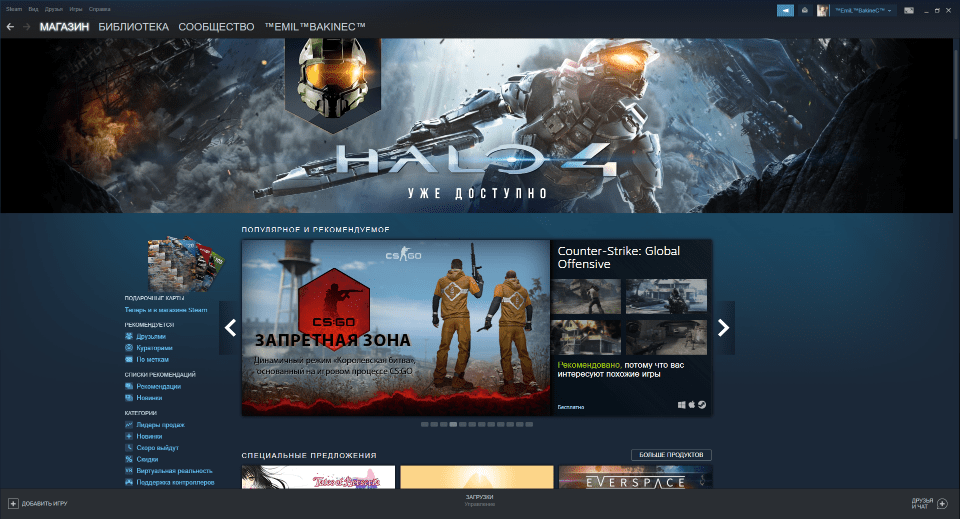 Steam Вид Друзья Игры Справка
™EmiL™BakineC™
МАГАЗИН БИБЛИОТЕКА СООБЩЕСТВО ™EMIL™BAKINEC™
HALO 4
УЖЕ ДОСТУПНО
ПОПУЛЯРНОЕ И РЕКОМЕНДУЕМОЕ
CS GO
Counter-Strike: Global
Offensive
CS:GO
ЗАПРЕТНАЯ ЗОНА
Динамичный режим «Королевская битва»,
основанный на игровом процессе CS:GO
Рекомендовано, потому что вас
интересуют похожие игры
Бесплатно
ПОДАРОЧНЫЕ КАРТЫ
Теперь и в магазине Steam
РЕКОМЕНДУЕТСЯ
Друзьями
Кураторами
По меткам
СПИСКИ РЕКОМЕНДАЦИЙ
Рекомендации
Новинки
КАТЕГОРИИ
Лидеры продаж
Новинки
Скоро выйдут
% Скидки
VR Виртуальная реальность
Поддержка контроллеров
СПЕЦИАЛЬНЫЕ ПРЕДЛОЖЕНИЯ
БОЛЬШЕ ПРОДУКТОВ
Tales of Berseria
EVERSPACE
ДОБАВИТЬ ИГРУ
ЗАГРУЗКИ
Управление
ДРУЗЬЯ
И ЧАТ